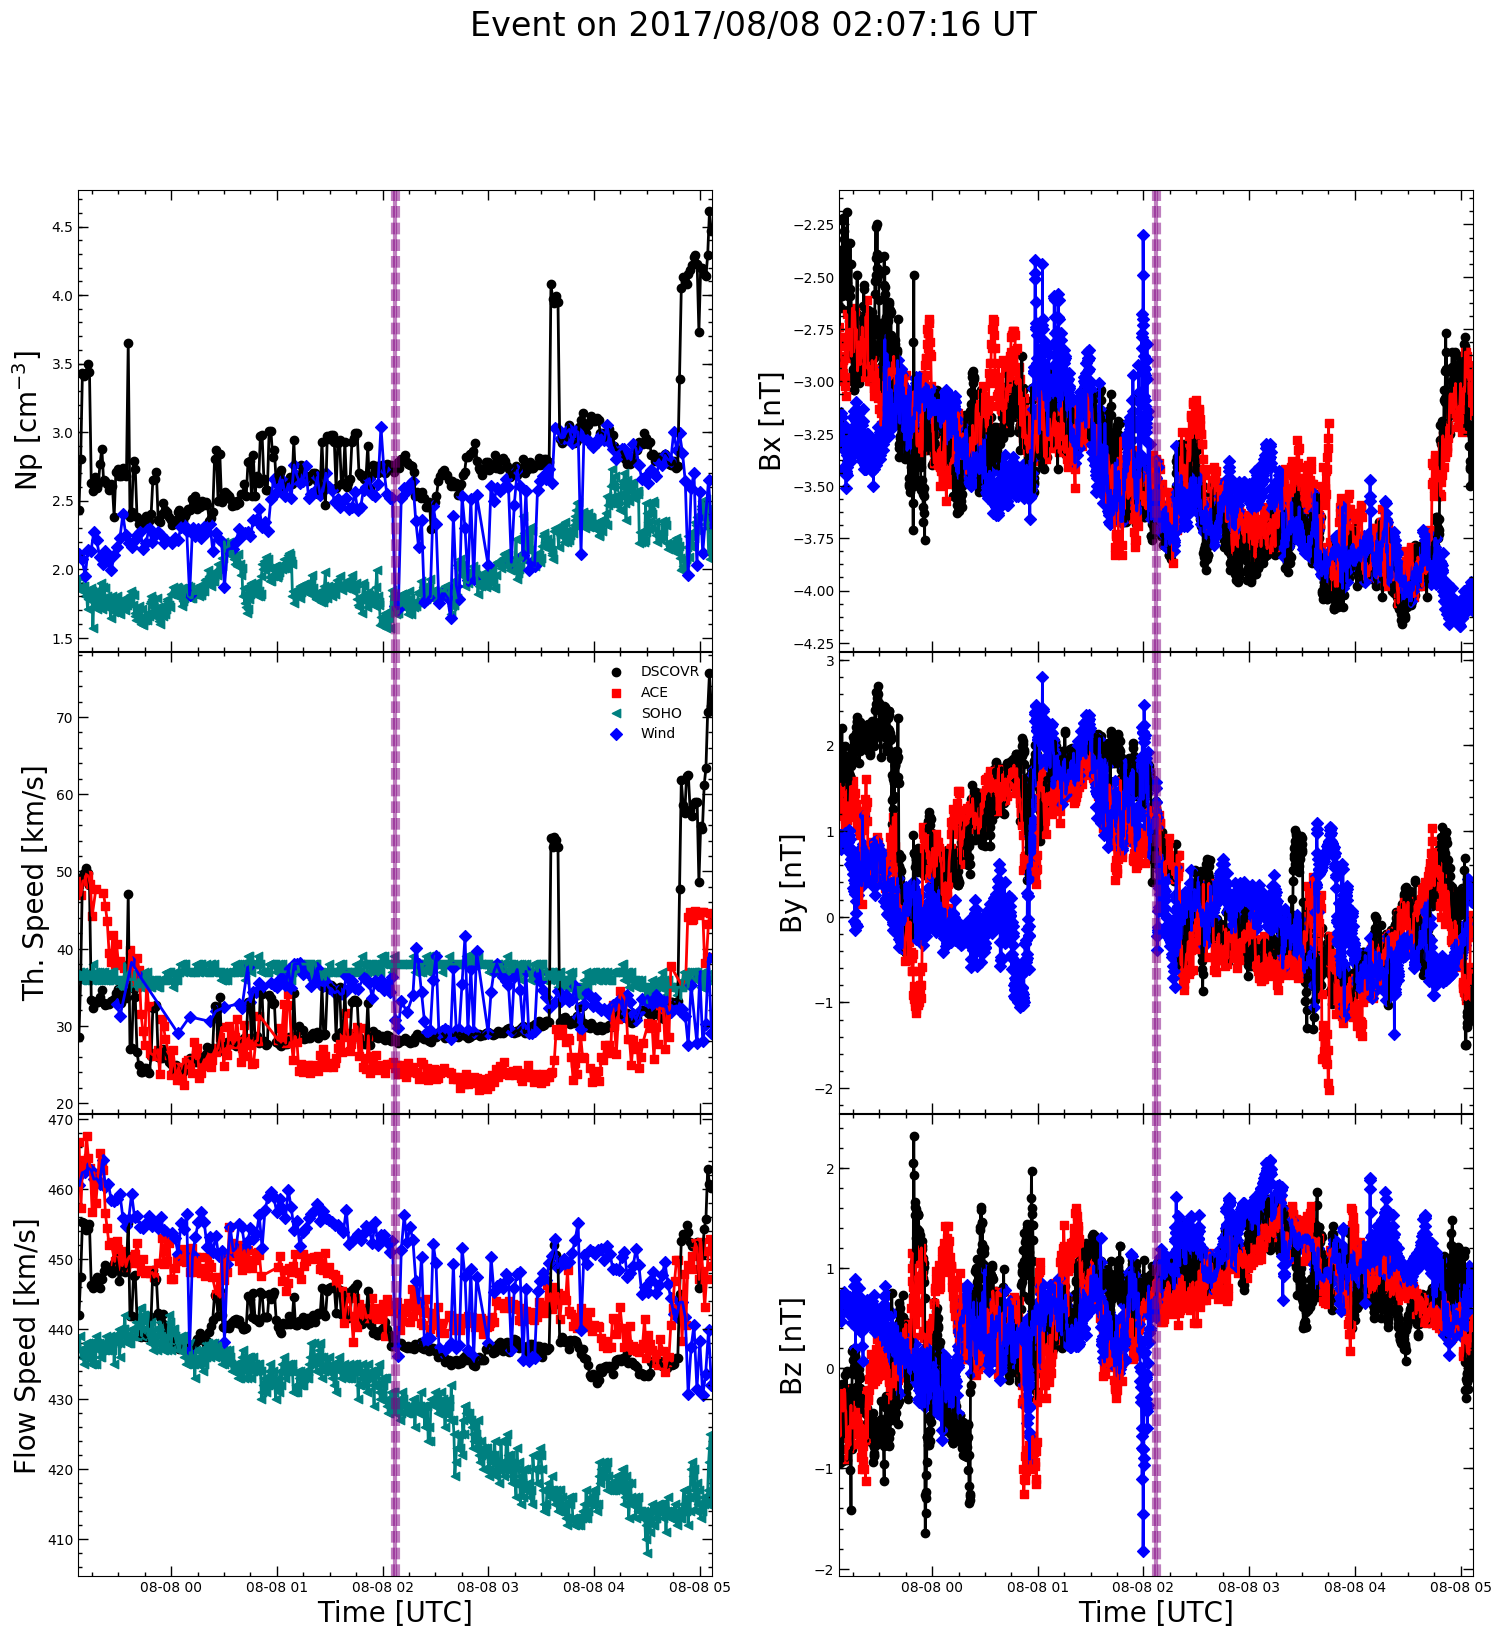 Event on 2017/08/08 02:07:16 UT
Np [cm⁻³]
4.5
4.0
3.5
3.0
2.5
2.0
1.5
Th. Speed [km/s]
70
60
50
40
30
20
DSCOVR
ACE
SOHO
Wind
Flow Speed [km/s]
470
460
450
440
430
420
410
08-08 00 08-08 01 08-08 02 08-08 03 08-08 04 08-08 05
Time [UTC]
Bx [nT]
−2.25
−2.50
−2.75
−3.00
−3.25
−3.50
−3.75
−4.00
−4.25
By [nT]
3
2
1
0
−1
−2
Bz [nT]
2
1
0
−1
−2
08-08 00 08-08 01 08-08 02 08-08 03 08-08 04 08-08 05
Time [UTC]